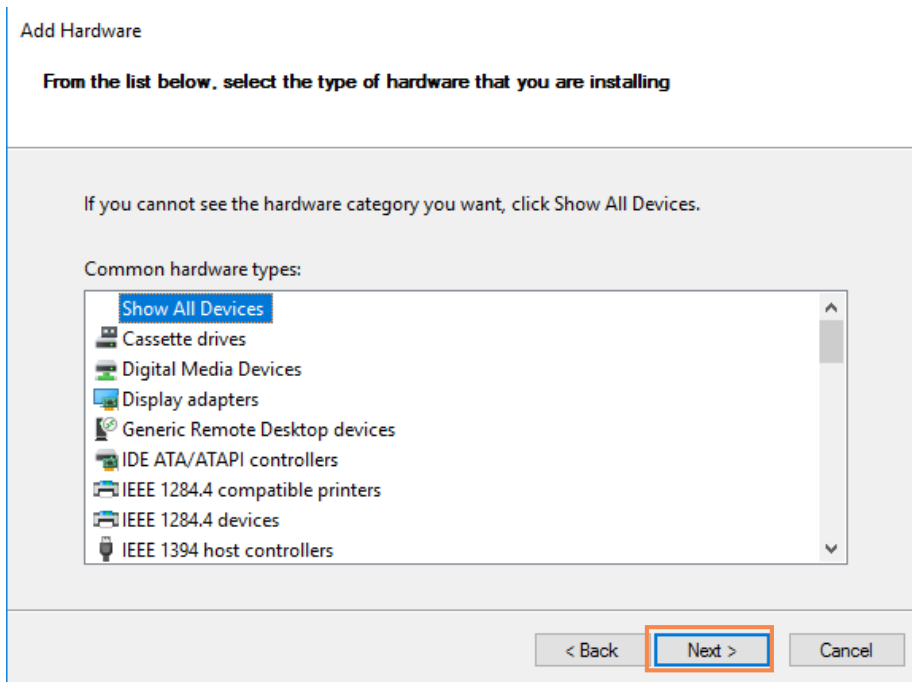 Add Hardware
From the list below, select the type of hardware that you are installing
If you cannot see the hardware category you want, click Show All Devices.
Common hardware types:
Show All Devices
Cassette drives
Digital Media Devices
Display adapters
Generic Remote Desktop devices
IDE ATA/ATAPI controllers
IEEE 1284.4 compatible printers
IEEE 1284.4 devices
IEEE 1394 host controllers
< Back Next > Cancel